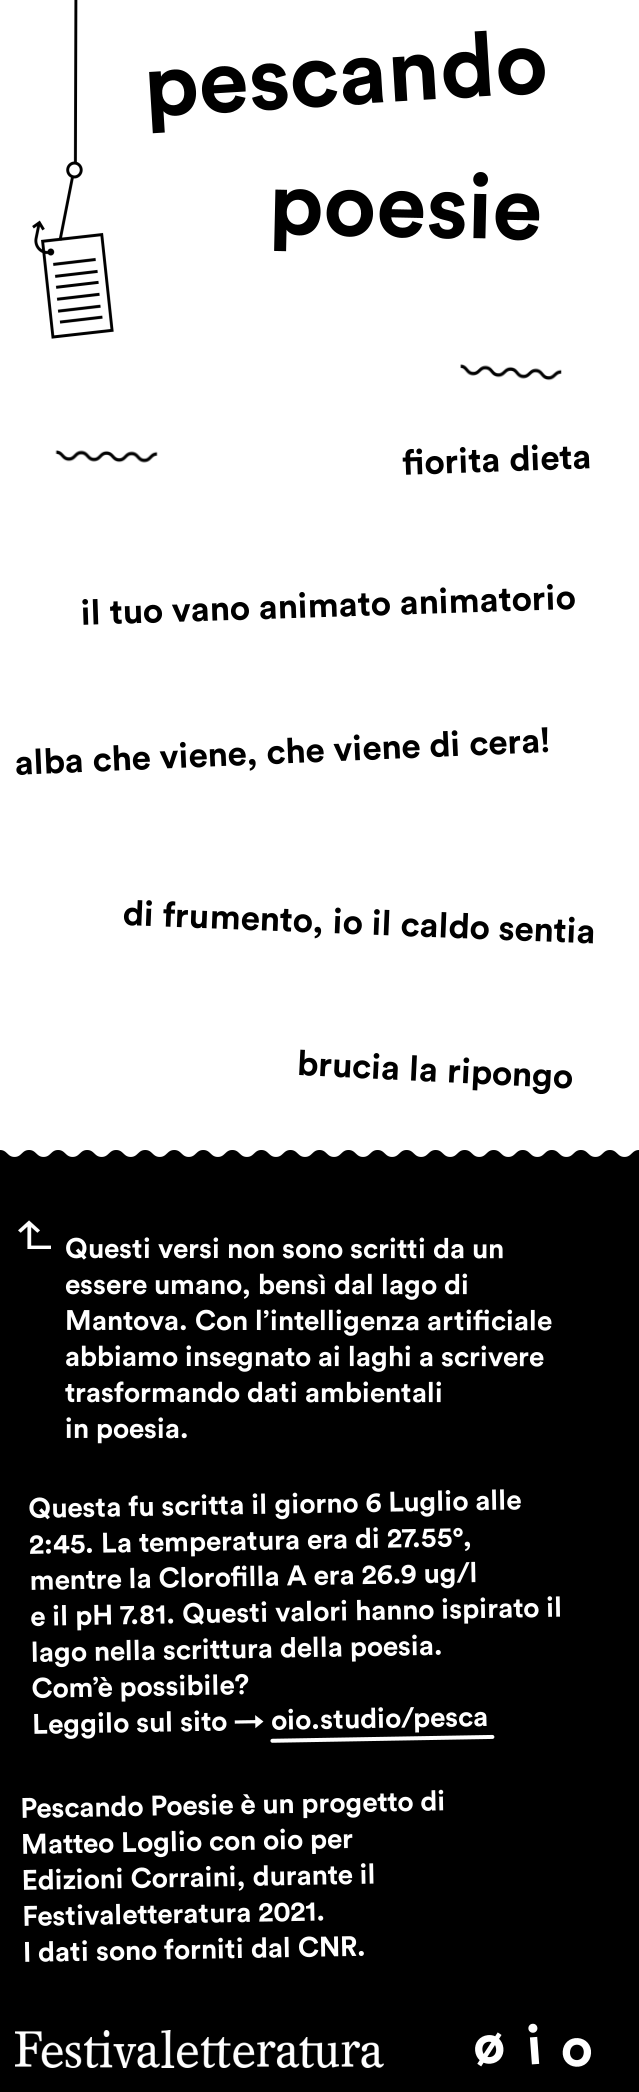 pescando
poesie
fiorita dieta
il tuo vano animato animatorio
alba che viene, che viene di cera!
di frumento, io il caldo sentia
brucia la ripongo
Questi versi non sono scritti da un
essere umano, bensì dal lago di
Mantova. Con l’intelligenza artificiale
abbiamo insegnato ai laghi a scrivere
trasformando dati ambientali
in poesia.
Questa fu scritta il giorno 6 Luglio alle
2:45. La temperatura era di 27.55°,
mentre la Clorofilla A era 26.9 ug/l
e il pH 7.81. Questi valori hanno ispirato il
lago nella scrittura della poesia.
Com’è possibile?
Leggilo sul sito → oio.studio/pesca
Pescando Poesie è un progetto di
Matteo Loglio con oio per
Edizioni Corraini, durante il
Festivaletteratura 2021.
I dati sono forniti dal CNR.
Festivaletteratura ø i o